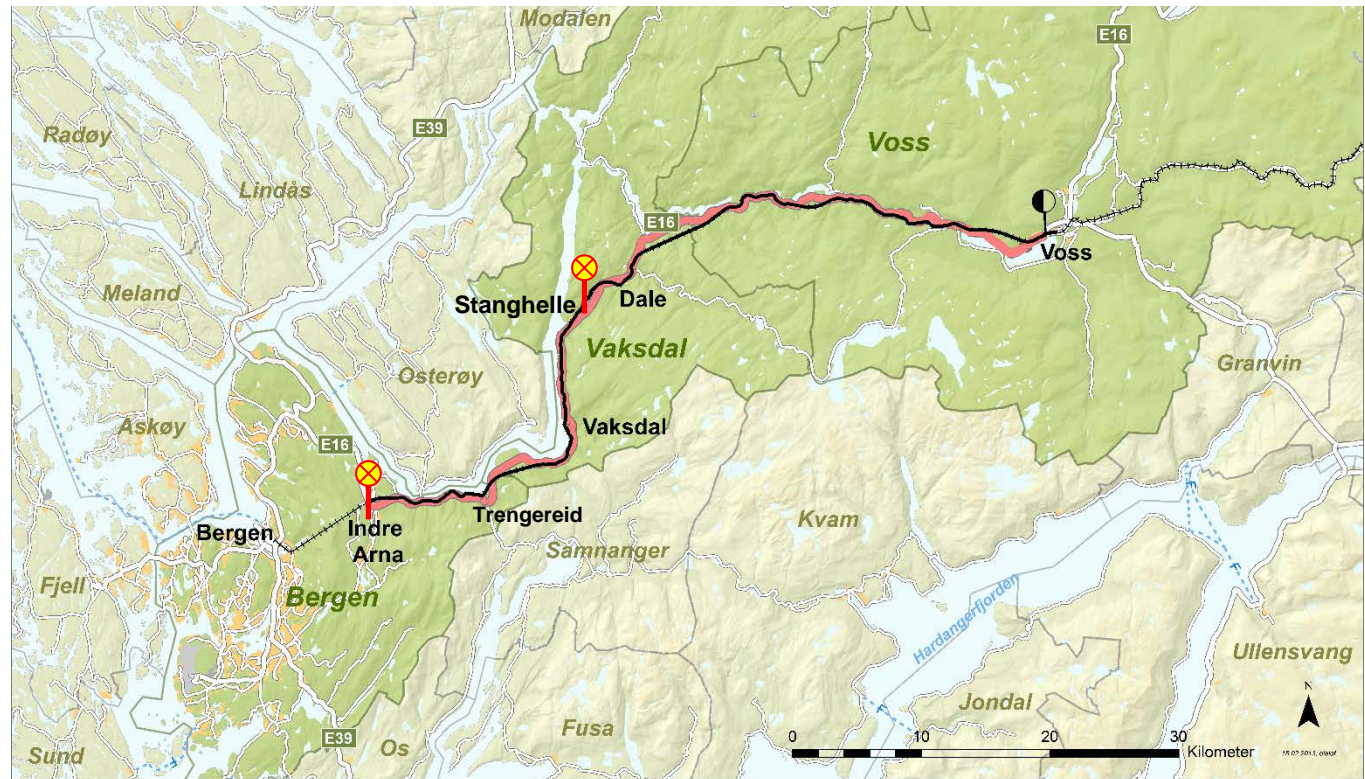 Modalen
E16
Radøy
E39
Voss
Lindås
E16
Voss
Meland
Stanghelle
Dale
Granvin
Vaksdal
Osterøy
Askøy
Vaksdal
E16
Trengereid
Kvam
Bergen
Indre
Arna
Samnanger
Fjell
Bergen
Hardangerfjorden
F
F
Ullensvang
Jondal
N
F
Fusa
E39
Os
Sund
F
F
0 10 20 30
Kilometer